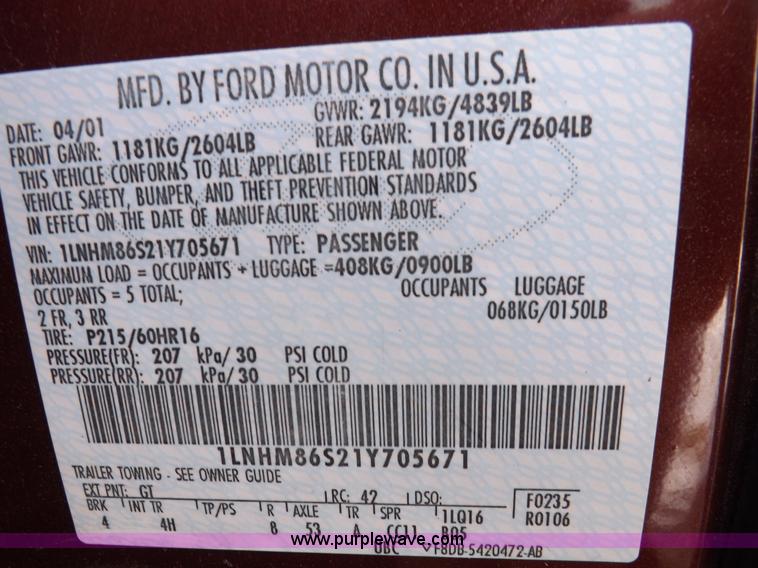 MFD. BY FORD MOTOR CO. IN U.S.A.
DATE: 04/01 GVWR: 2194KG/4839LB
FRONT GAWR: 1181KG/2604LB REAR GAWR: 1181KG/2604LB
THIS VEHICLE CONFORMS TO ALL APPLICABLE FEDERAL MOTOR
VEHICLE SAFETY, BUMPER, AND THEFT PREVENTION STANDARDS
IN EFFECT ON THE DATE OF MANUFACTURE SHOWN ABOVE.
VIN: 1LNHM86S21Y705671 TYPE: PASSENGER
MAXIMUM LOAD = OCCUPANTS + LUGGAGE =408KG/0900LB
OCCUPANTS = 5 TOTAL; OCCUPANTS LUGGAGE
2 FR, 3 RR 068KG/0150LB
TIRE: P215/60HR16
PRESSURE(FR): 207 kPa/ 30 PSI COLD
PRESSURE(RR): 207 kPa/ 30 PSI COLD
1LNHM86S21Y705671
TRAILER TOWING - SEE OWNER GUIDE
EXT PNT: GT RC: 42 DSO: F0235
BRK INT TR TP/PS R AXLE TR SPR 1LQ16 R0106
4 4H 8 53 A CC11 B05
UBC F8DB-5420472-AB
www.purplewave.com